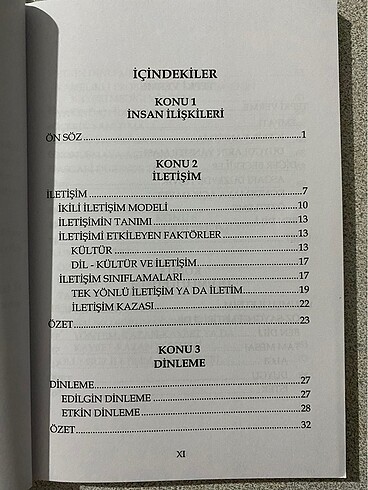 İÇİNDEKİLER
KONU 1
İNSAN İLİŞKİLERİ
ÖN SÖZ 1
KONU 2
İLETİŞİM
İLETİŞİM 7
İKİLİ İLETİŞİM MODELİ 10
İLETİŞİMİN TANIMI 13
İLETİŞİMİ ETKİLEYEN FAKTÖRLER 13
KÜLTÜR 13
DİL - KÜLTÜR VE İLETİŞİM 17
İLETİŞİM SINIFLAMALARI 17
TEK YÖNLÜ İLETİŞİM YA DA İLETİM 19
İLETİŞİM KAZASI 22
ÖZET 23
KONU 3
DİNLEME
DİNLEME 27
EDİLGİN DİNLEME 27
ETKİN DİNLEME 28
ÖZET 32
XI